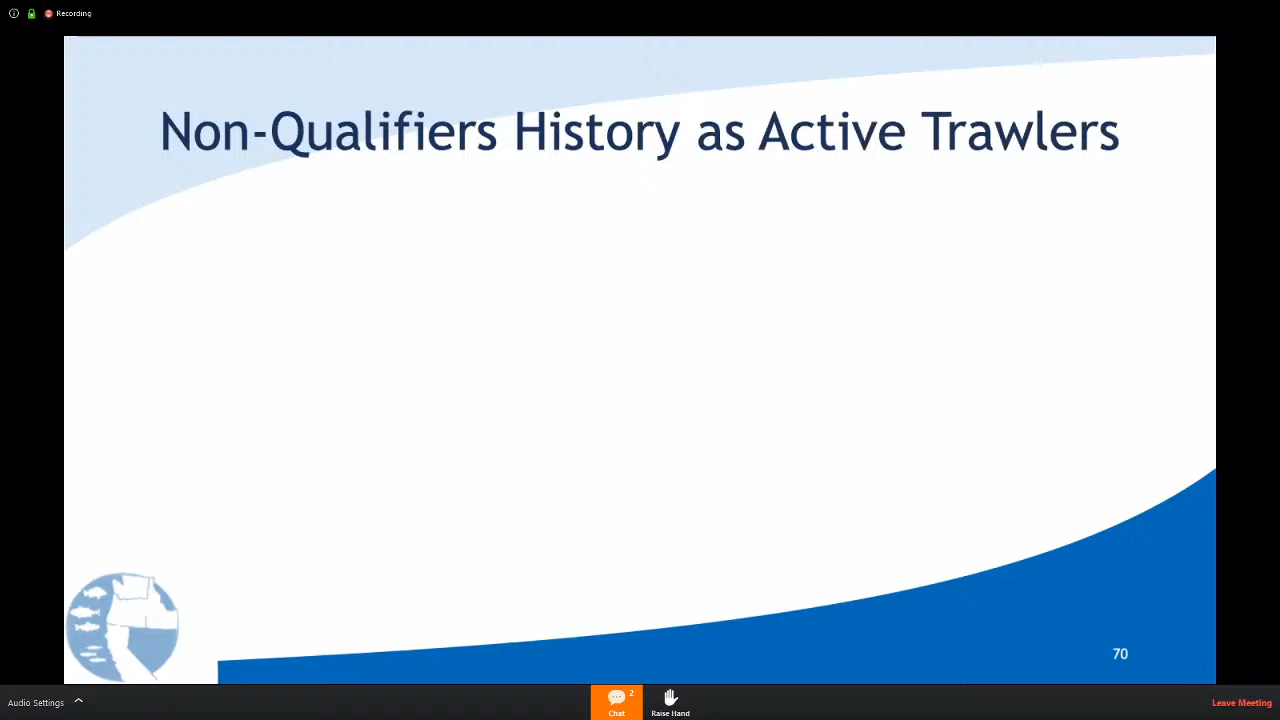 Recording
Non-Qualifiers History as Active Trawlers
70
Audio Settings
2
Chat
Raise Hand
Leave Meeting